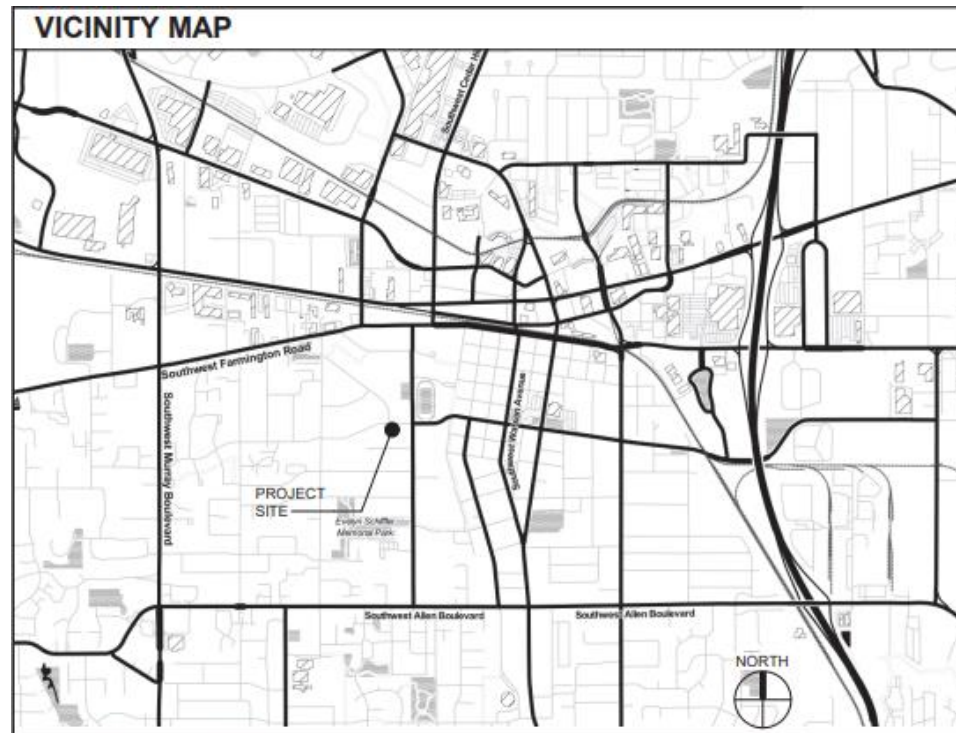 VICINITY MAP
Southwest Cedar
Southwest Farmington Road
Southwest Murray Boulevard
Southwest Watson Avenue
PROJECT
SITE
Evelyn Schiffler
Memorial Park
Southwest Allen Boulevard
Southwest Allen Boulevard
NORTH